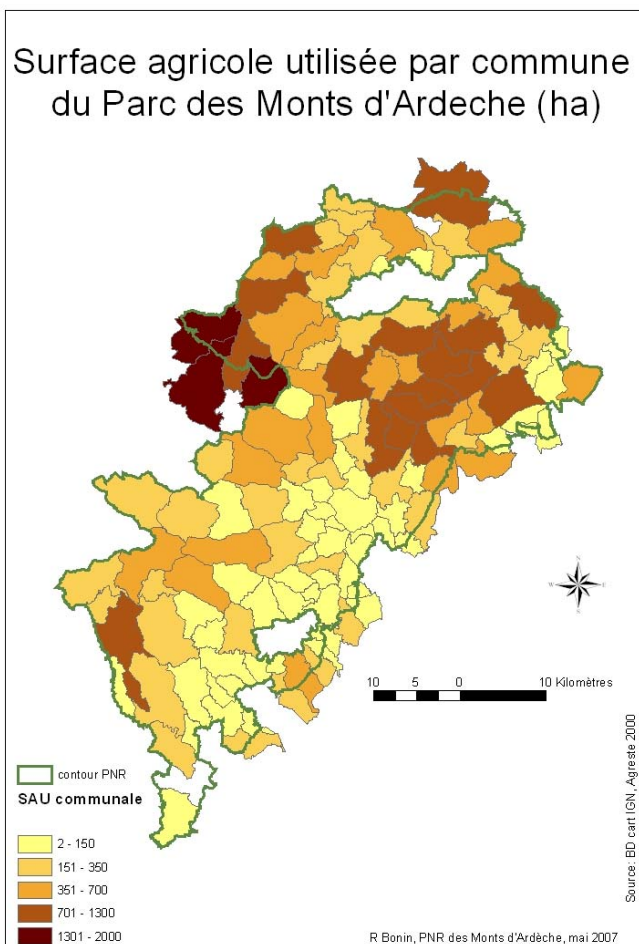 Surface agricole utilisée par commune
du Parc des Monts d'Ardeche (ha)
N
W
E
S
10 5 0 10 Kilomètres
contour PNR
SAU communale
2 - 150
151 - 350
351 - 700
701 - 1300
1301 - 2000
Source: BD cart IGN, Agreste 2000
R Bonin, PNR des Monts d'Ardèche, mai 2007